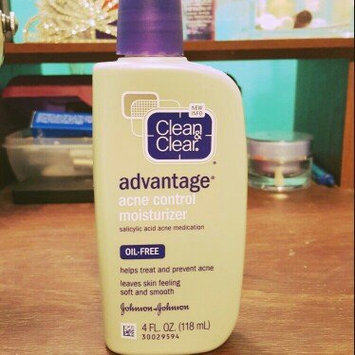 NEW
INFO
Clean &
Clear.
advantage®
acne control
moisturizer
salicylic acid acne medication
OIL-FREE
helps treat and prevent acne
leaves skin feeling
soft and smooth
Johnson & Johnson
4 FL. OZ. (118 mL)
30029594